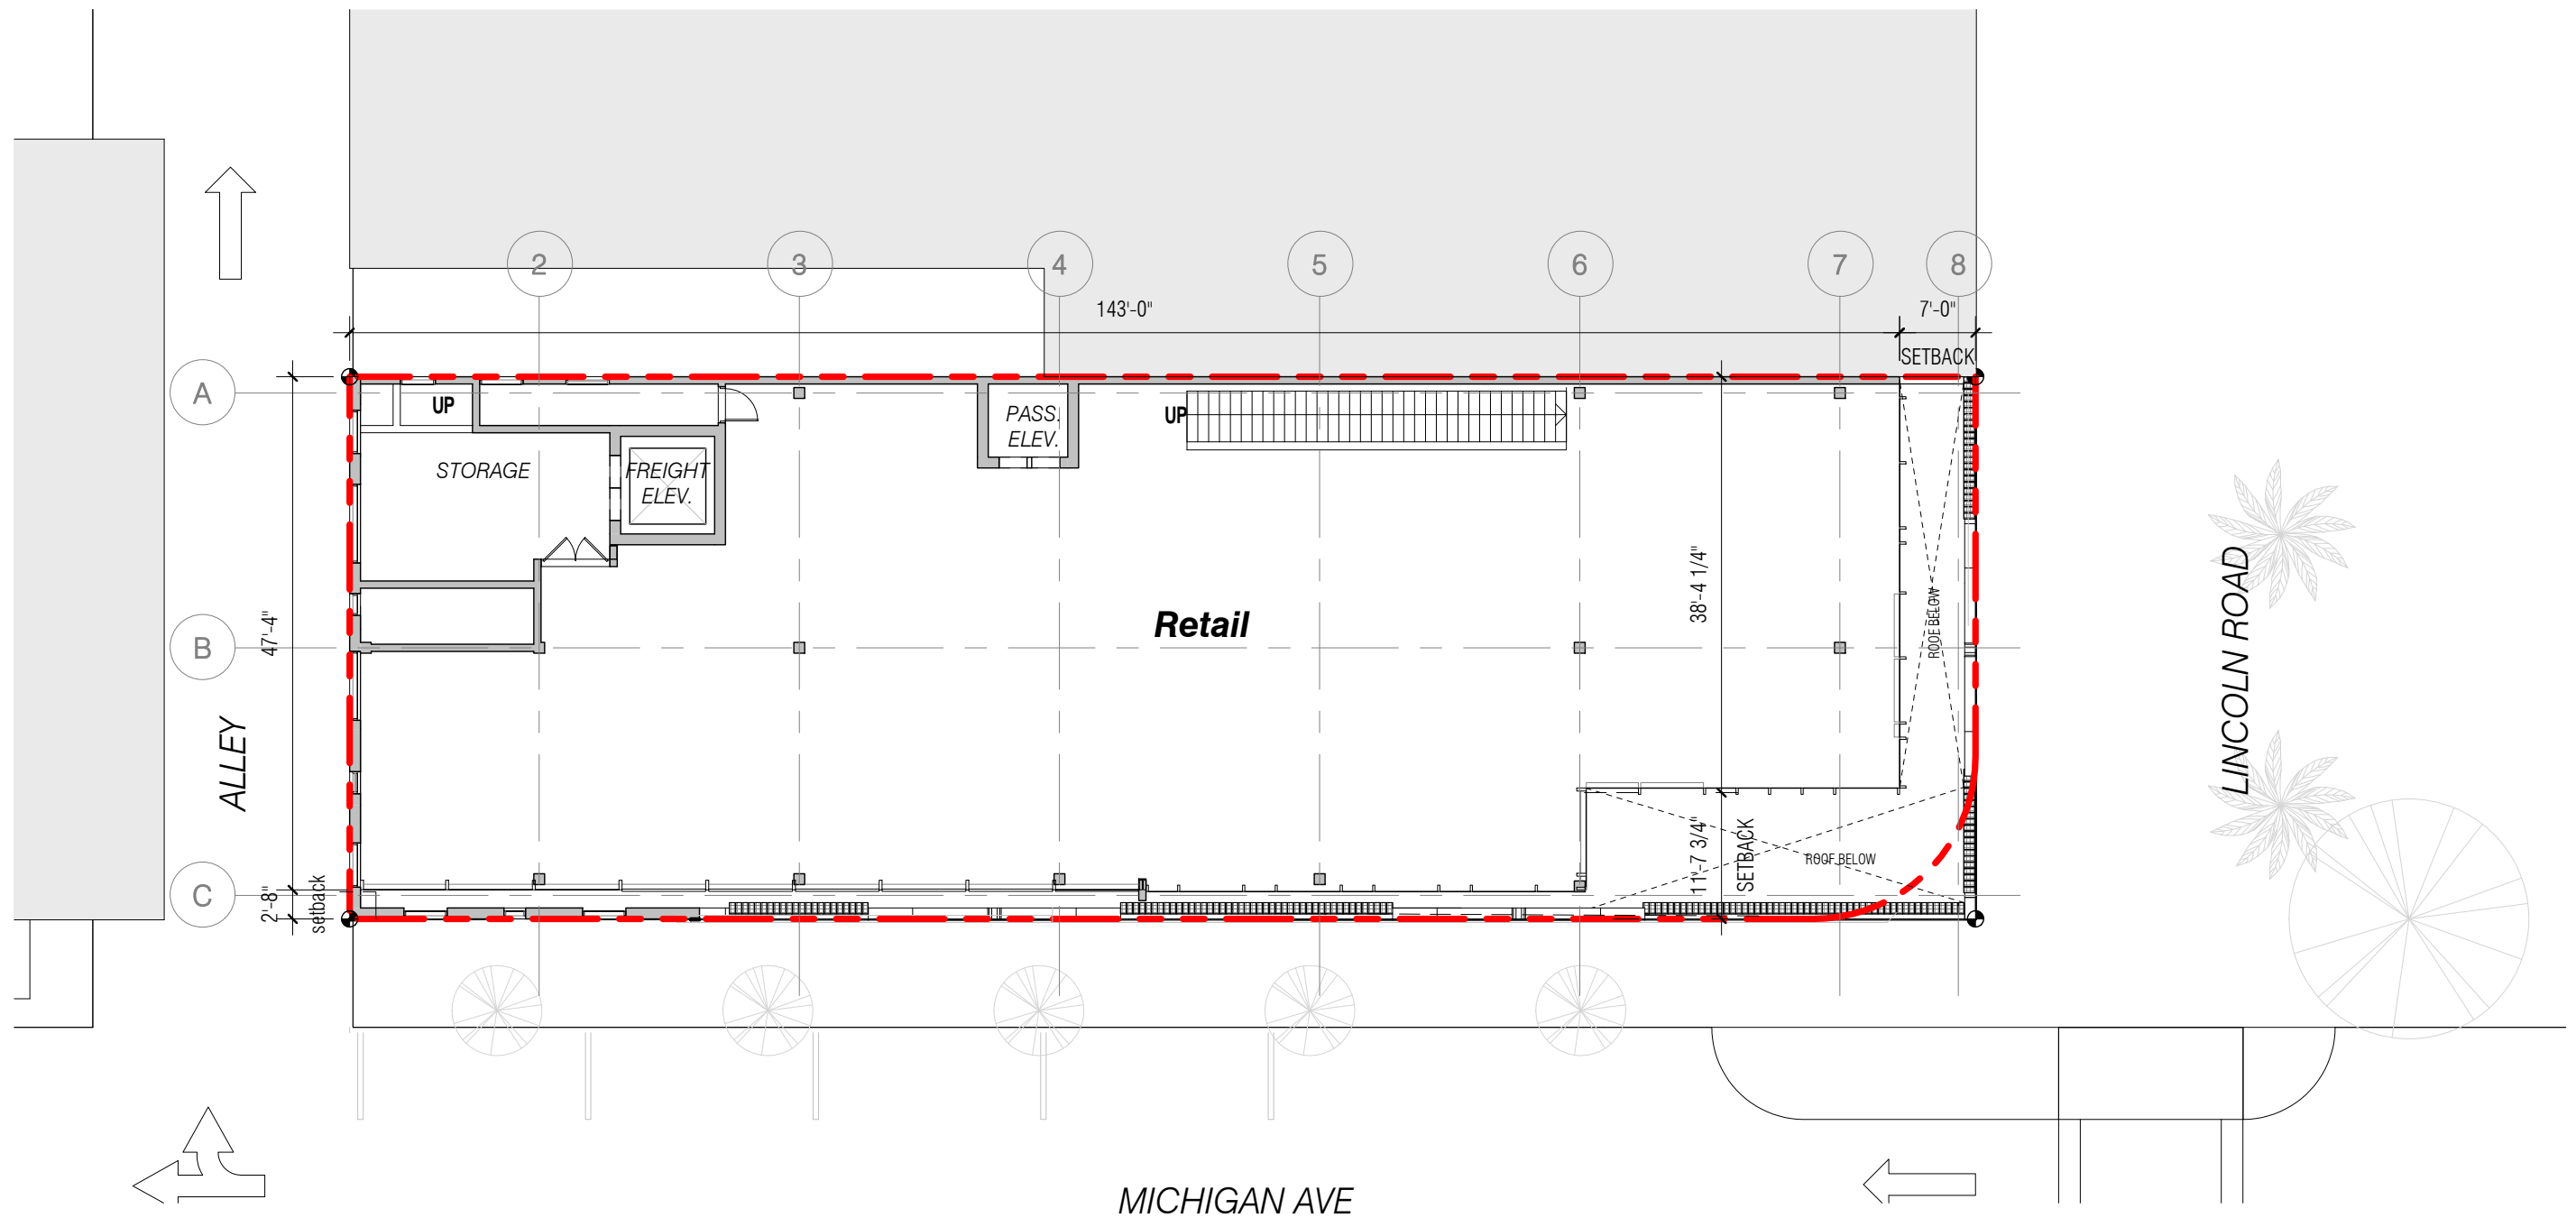 2
3
4
5
6
7
8
143'-0"
7'-0"
SETBACK
A
UP
PASS.
ELEV.
UP
STORAGE
FREIGHT
ELEV.
38'-4 1/4"
Retail
ROOF BELOW
LINCOLN ROAD
B
47'-4"
ALLEY
11'-7 3/4"
SETBACK
ROOF BELOW
C
2'-8"
setback
MICHIGAN AVE